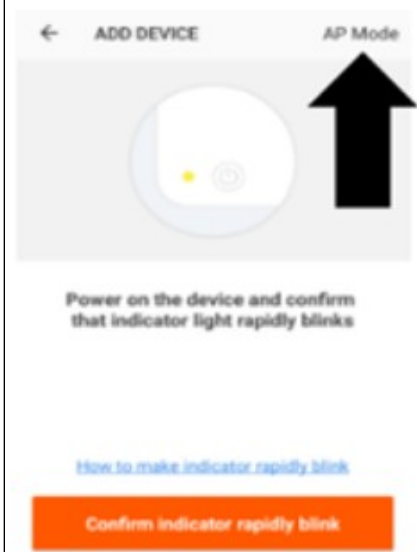 ADD DEVICE AP Mode
Power on the device and confirm
that indicator light rapidly blinks
How to make indicator rapidly blink
Confirm indicator rapidly blink